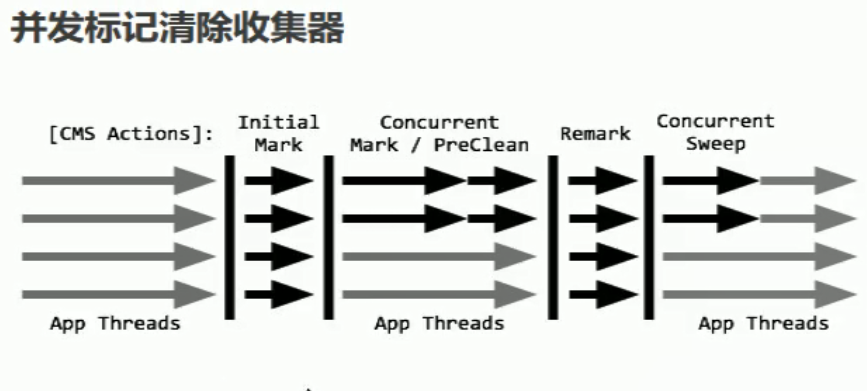 并发标记清除收集器
[CMS Actions]:
Initial
Mark
Concurrent
Mark / PreClean
Remark
Concurrent
Sweep
App Threads
App Threads
App Threads